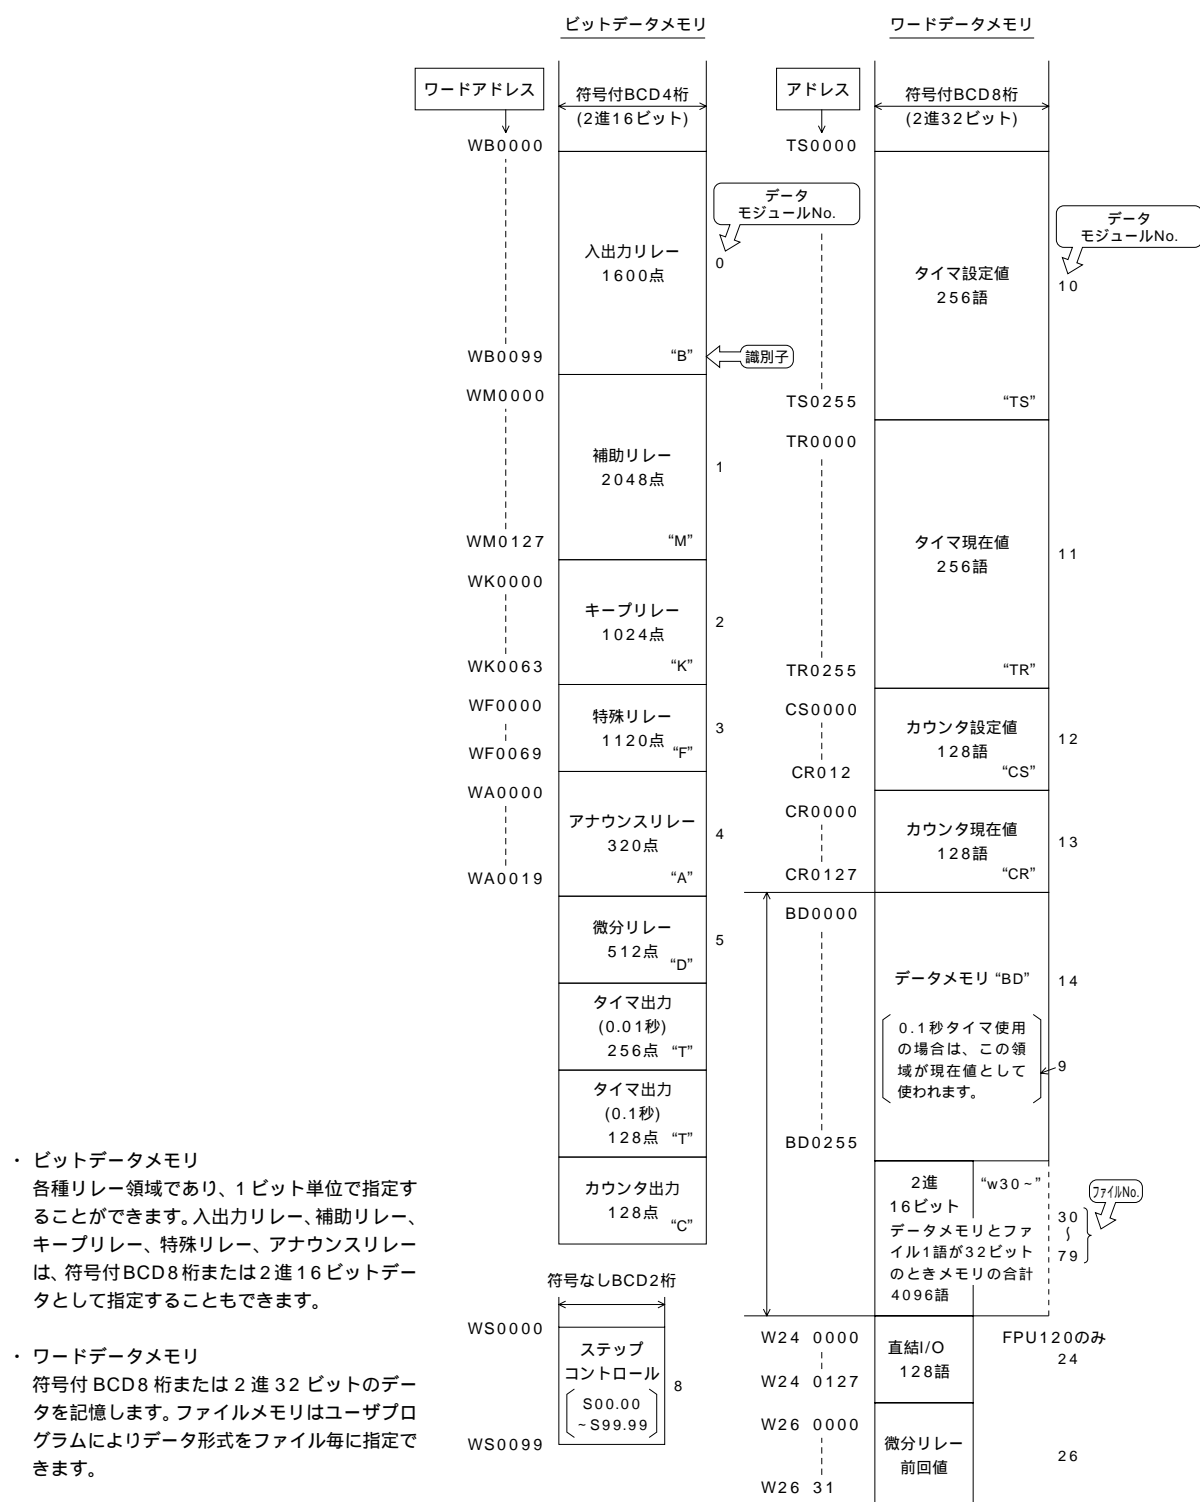 ビットデータメモリ
ワードアドレス
符号付BCD4桁
(2進16ビット)
WB0000
データ
モジュールNo.
入出力リレー
1600点
0
WB0099
“B”
識別子
WM0000
補助リレー
2048点
1
WM0127
“M”
WK0000
キープリレー
1024点
2
WK0063
“K”
WF0000
特殊リレー
1120点
3
WF0069
“F”
WA0000
アナウンスリレー
320点
4
WA0019
“A”
微分リレー
512点
5
“D”
タイマ出力
(0.01秒)
256点 “T”
タイマ出力
(0.1秒)
128点 “T”
カウンタ出力
128点
“C”
符号なしBCD2桁
WS0000
ステップ
コントロール
8
S00.00
~S99.99
WS0099
ワードデータメモリ
アドレス
符号付BCD8桁
(2進32ビット)
TS0000
データ
モジュールNo.
タイマ設定値
256語
10
TS0255
“TS”
TR0000
タイマ現在値
256語
11
TR0255
“TR”
CS0000
カウンタ設定値
128語
12
CR012
“CS”
CR0000
カウンタ現在値
128語
13
CR0127
“CR”
BD0000
データメモリ “BD”
14
0.1秒タイマ使用
の場合は、この領
域が現在値として
使われます。
9
BD0255
2進
16ビット
“w30~”
ファイルNo.
データメモリとファ
イル1語が32ビット
のときメモリの合計
4096語
30
~
79
W24 0000
直結I/O
128語
FPU120のみ
24
W24 0127
W26 0000
微分リレー
前回値
26
W26 31
・ ビットデータメモリ
各種リレー領域であり、1ビット単位で指定す
ることができます。入出力リレー、補助リレー、
キープリレー、特殊リレー、アナウンスリレー
は、符号付BCD8桁または2進16ビットデー
タとして指定することもできます。
・ ワードデータメモリ
符号付BCD8桁または2進32ビットのデー
タを記憶します。ファイルメモリはユーザプロ
グラムによりデータ形式をファイル毎に指定で
きます。